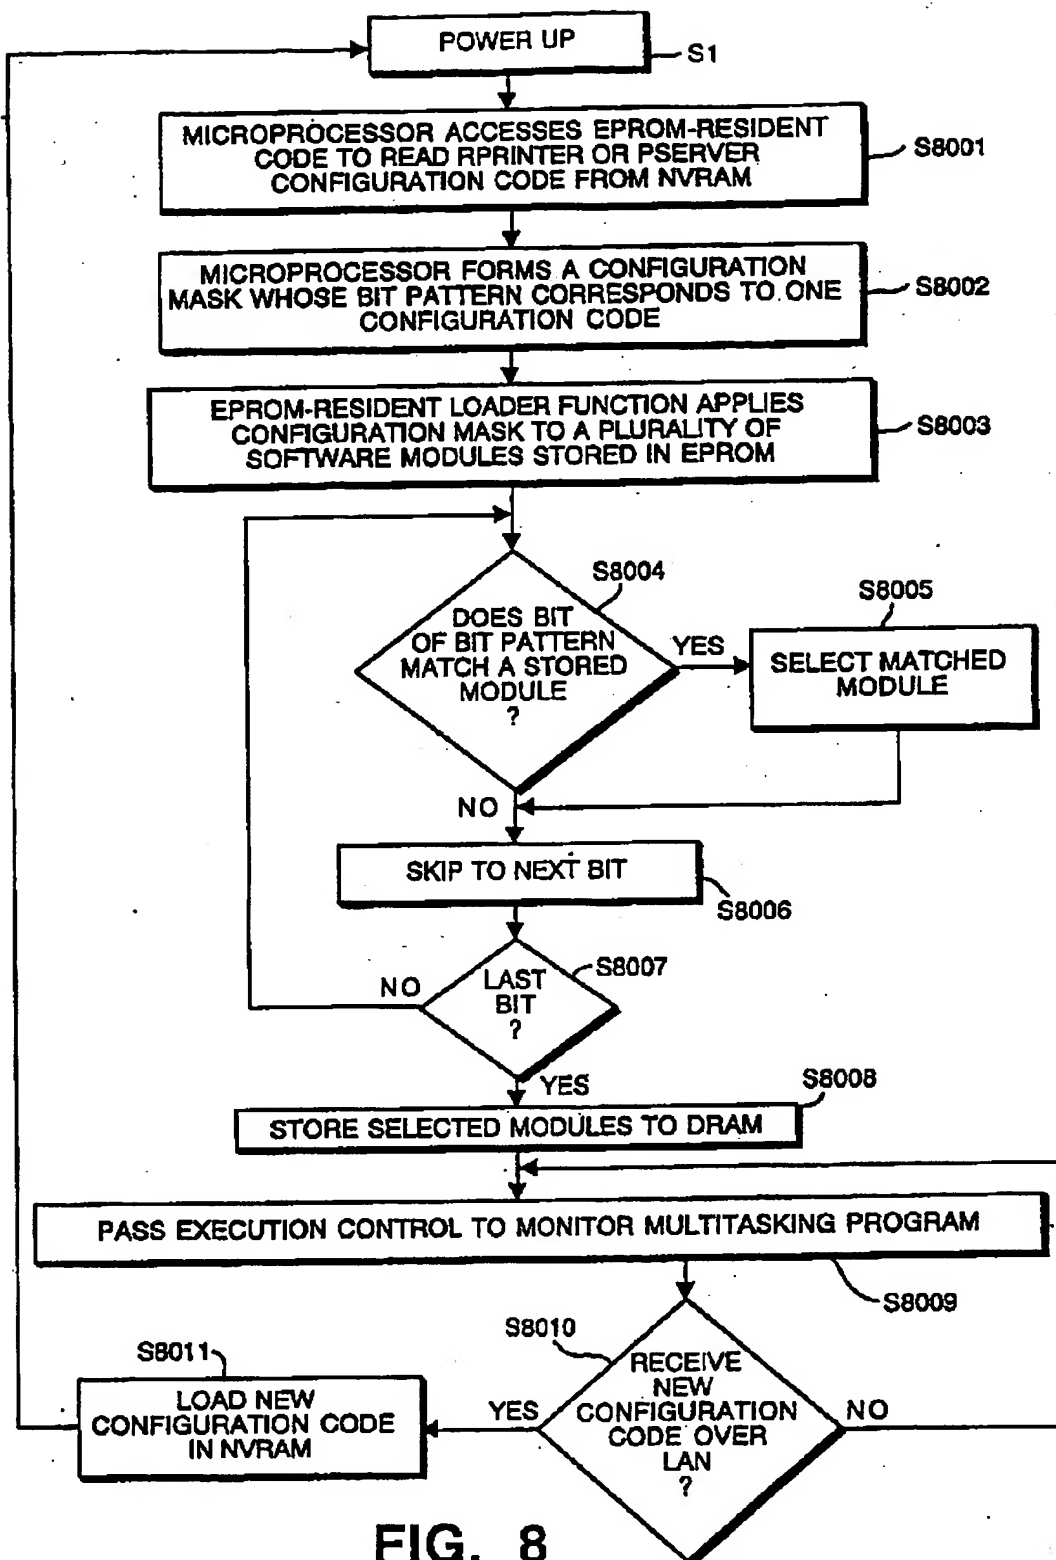 POWER UP
S1
MICROPROCESSOR ACCESSES EPROM-RESIDENT
CODE TO READ RPRINTER OR PSERVER
CONFIGURATION CODE FROM NVRAM
S8001
MICROPROCESSOR FORMS A CONFIGURATION
MASK WHOSE BIT PATTERN CORRESPONDS TO ONE
CONFIGURATION CODE
S8002
EPROM-RESIDENT LOADER FUNCTION APPLIES
CONFIGURATION MASK TO A PLURALITY OF
SOFTWARE MODULES STORED IN EPROM
S8003
S8004
DOES BIT
OF BIT PATTERN
MATCH A STORED
MODULE
?
YES
S8005
SELECT MATCHED
MODULE
NO
SKIP TO NEXT BIT
S8006
S8007
LAST
BIT
?
NO
YES
S8008
STORE SELECTED MODULES TO DRAM
PASS EXECUTION CONTROL TO MONITOR MULTITASKING PROGRAM
S8009
S8010
RECEIVE
NEW
CONFIGURATION
CODE OVER
LAN
?
YES
NO
S8011
LOAD NEW
CONFIGURATION CODE
IN NVRAM
FIG. 8